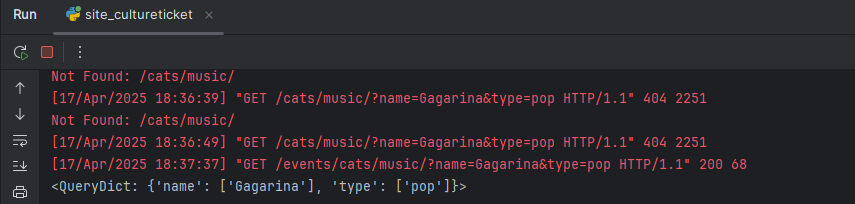 Run site_cultureticket
Not Found: /cats/music/
[17/Apr/2025 18:36:39] "GET /cats/music/?name=Gagarina&type=pop HTTP/1.1" 404 2251
Not Found: /cats/music/
[17/Apr/2025 18:36:49] "GET /cats/music/?name=Gagarina&type=pop HTTP/1.1" 404 2251
[17/Apr/2025 18:37:37] "GET /events/cats/music/?name=Gagarina&type=pop HTTP/1.1" 200 68
<QueryDict: {'name': ['Gagarina'], 'type': ['pop']}>